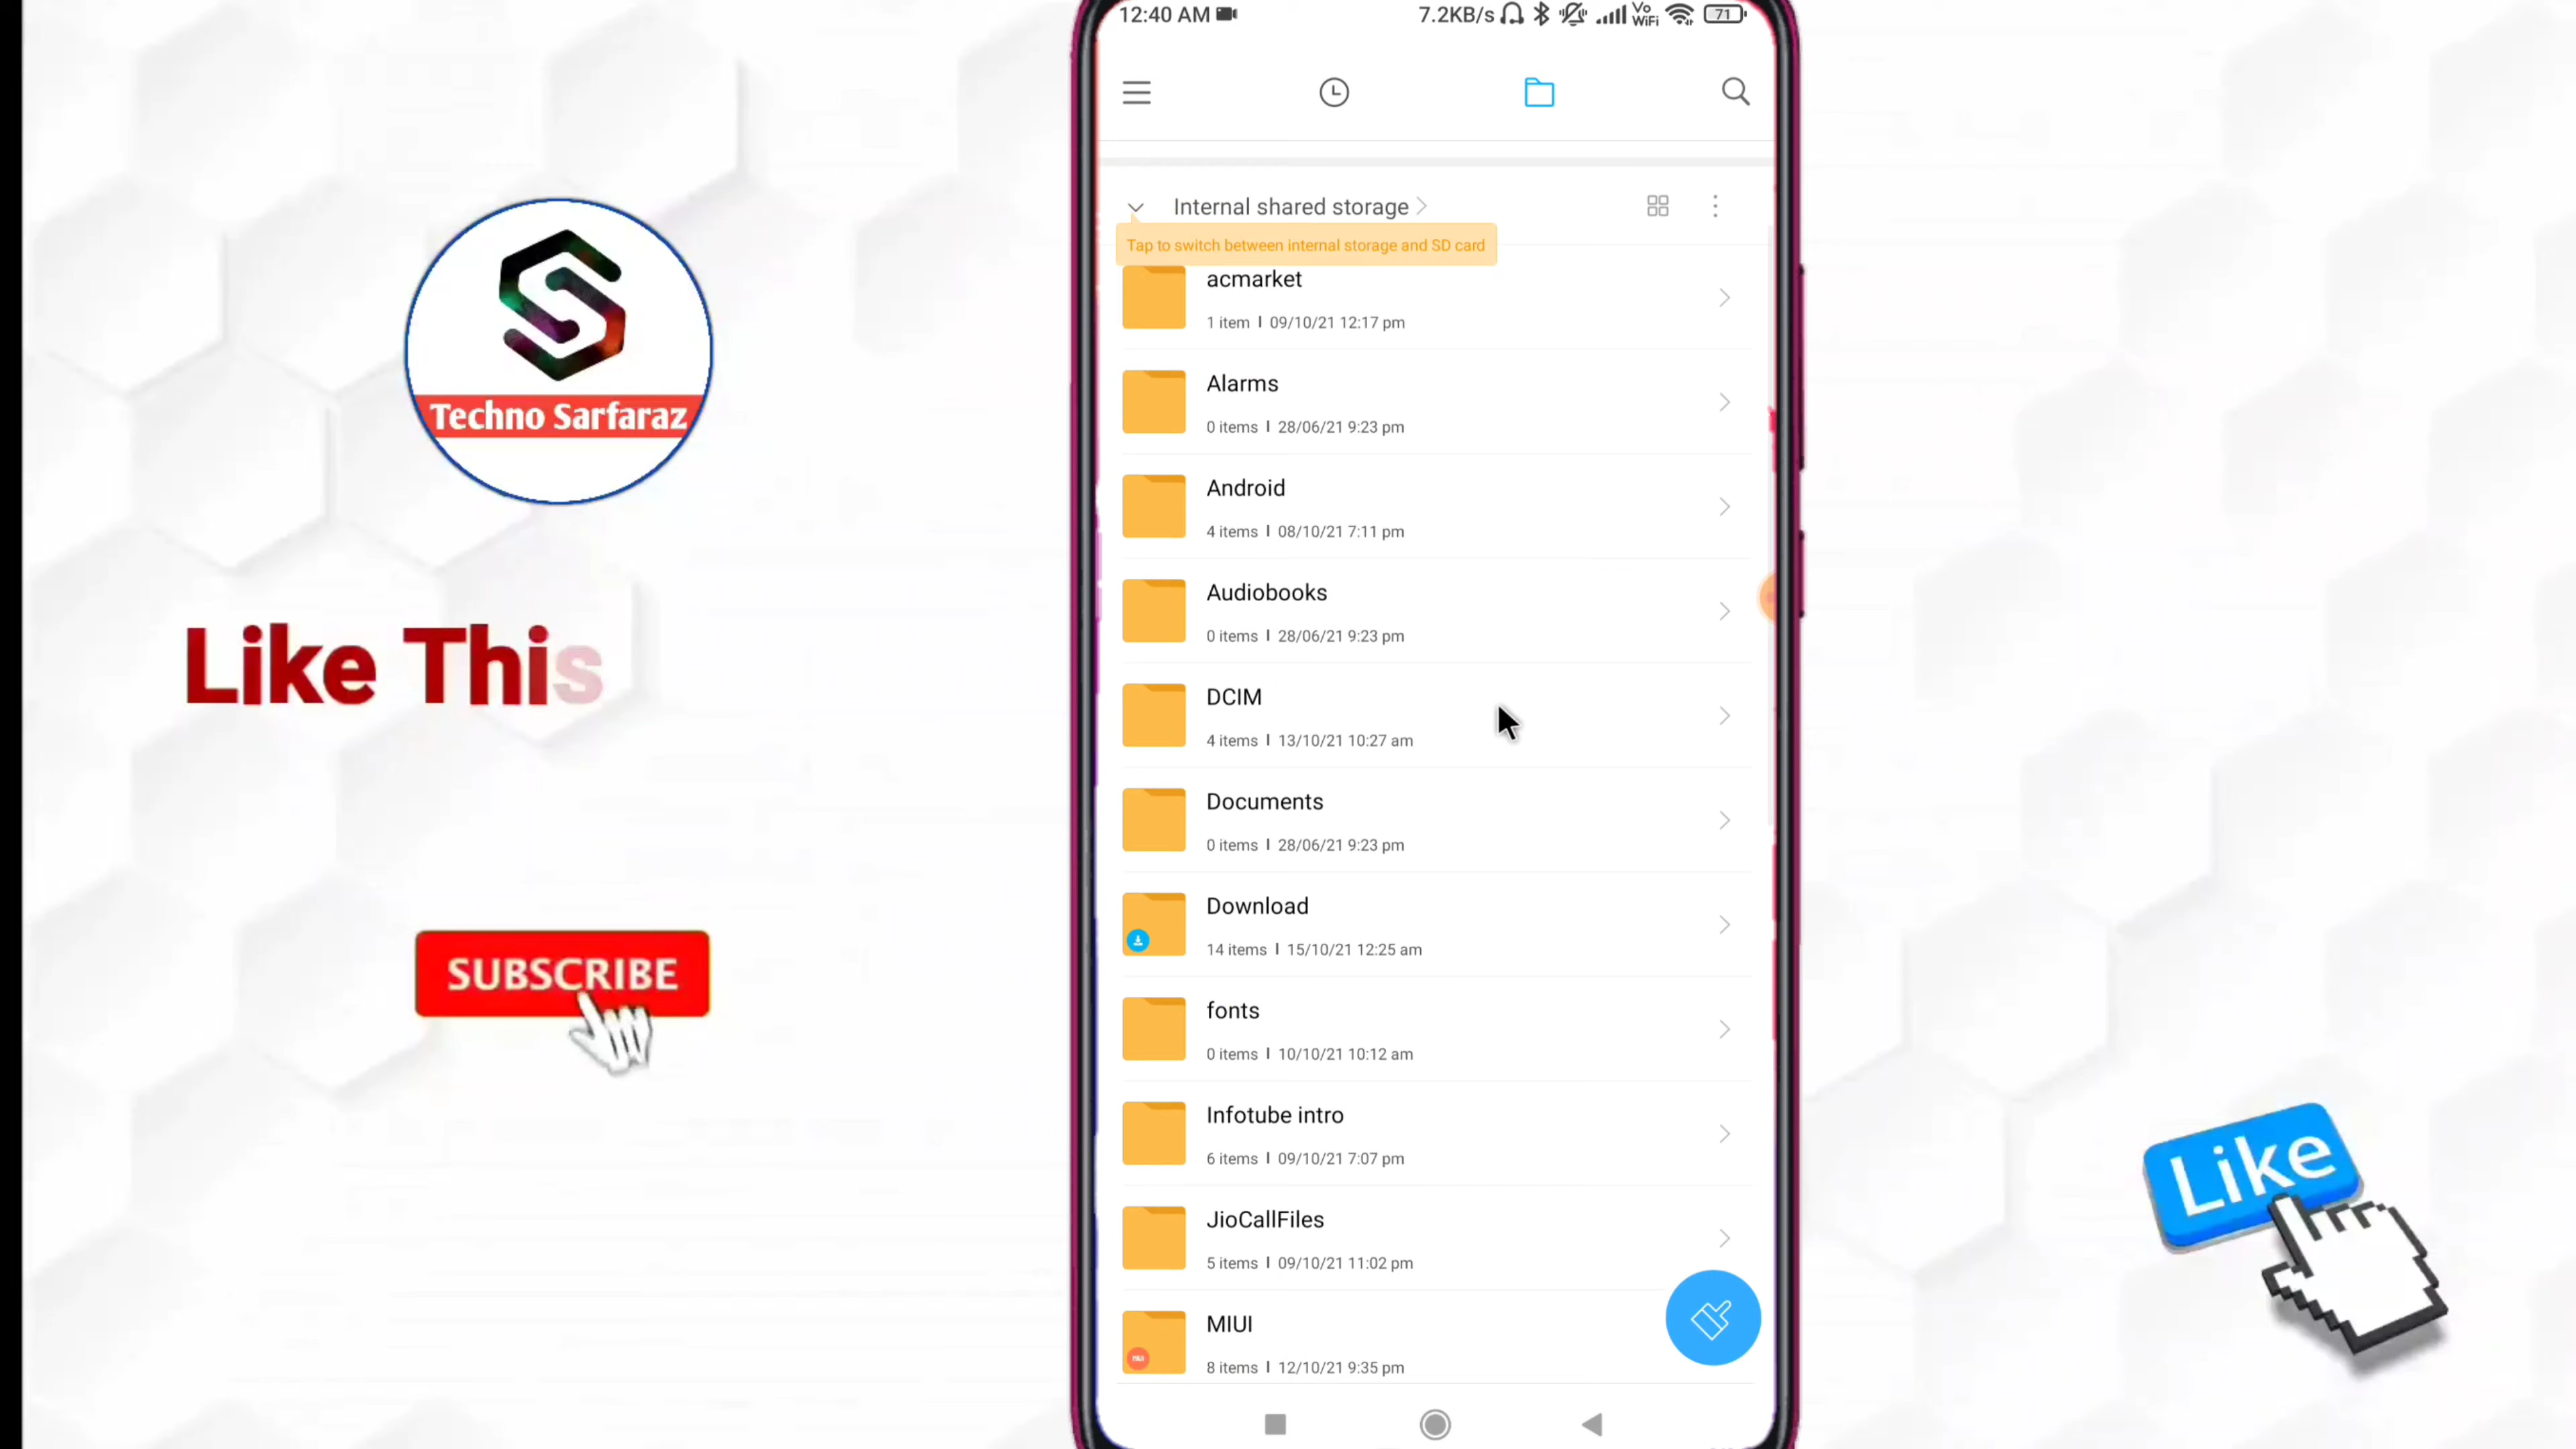 12:40 AM
7.2KB/s
Vo
WiFi
71
Internal shared storage
Tap to switch between internal storage and SD card
acmarket
1 item | 09/10/21 12:17 pm
Alarms
0 items | 28/06/21 9:23 pm
Android
4 items | 08/10/21 7:11 pm
Audiobooks
0 items | 28/06/21 9:23 pm
DCIM
4 items | 13/10/21 10:27 am
Documents
0 items | 28/06/21 9:23 pm
Download
14 items | 15/10/21 12:25 am
fonts
0 items | 10/10/21 10:12 am
Infotube intro
6 items | 09/10/21 7:07 pm
JioCallFiles
5 items | 09/10/21 11:02 pm
MIUI
8 items | 12/10/21 9:35 pm
Techno Sarfaraz
Like This
SUBSCRIBE
Like